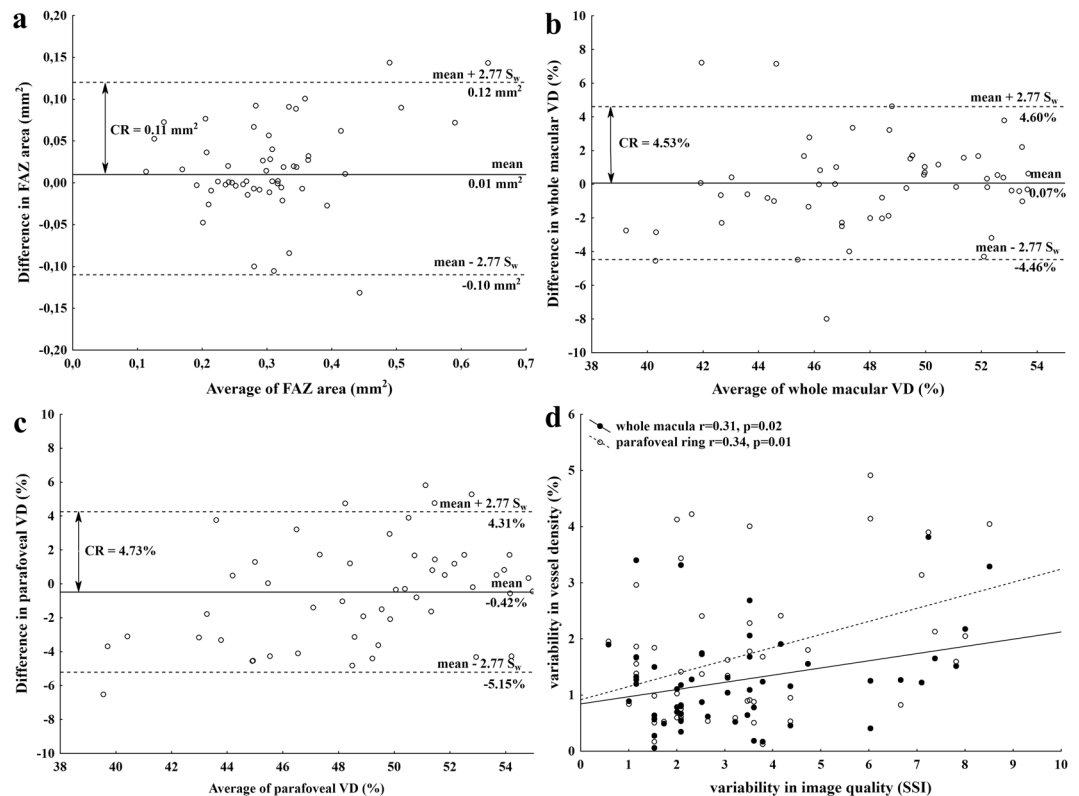 a
Difference in FAZ area (mm²)
0,20
0,15
0,10
0,05
0,00
-0,05
-0,10
-0,15
-0,20
mean + 2.77 Sw
0.12 mm²
CR = 0.11 mm²
mean
0.01 mm²
mean - 2.77 Sw
-0.10 mm²
0,0 0,1 0,2 0,3 0,4 0,5 0,6 0,7
Average of FAZ area (mm²)
b
Difference in whole macular VD (%)
10
8
6
4
2
0
-2
-4
-6
-8
-10
mean + 2.77 Sw
4.60%
CR = 4.53%
mean
0.07%
mean - 2.77 Sw
-4.46%
38 40 42 44 46 48 50 52 54
Average of whole macular VD (%)
c
Difference in parafoveal VD (%)
10
8
6
4
2
0
-2
-4
-6
-8
-10
mean + 2.77 Sw
4.31%
CR = 4.73%
mean
-0.42%
mean - 2.77 Sw
-5.15%
38 40 42 44 46 48 50 52 54
Average of parafoveal VD (%)
d
variability in vessel density (%)
6
5
4
3
2
1
0
whole macula r=0.31, p=0.02
parafoveal ring r=0.34, p=0.01
0 1 2 3 4 5 6 7 8 9 10
variability in image quality (SSI)